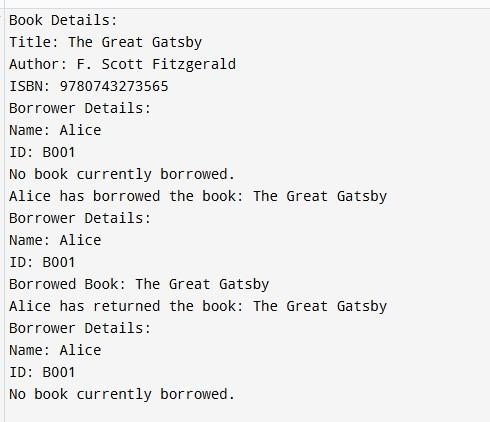 Book Details:
Title: The Great Gatsby
Author: F. Scott Fitzgerald
ISBN: 9780743273565
Borrower Details:
Name: Alice
ID: B001
No book currently borrowed.
Alice has borrowed the book: The Great Gatsby
Borrower Details:
Name: Alice
ID: B001
Borrowed Book: The Great Gatsby
Alice has returned the book: The Great Gatsby
Borrower Details:
Name: Alice
ID: B001
No book currently borrowed.